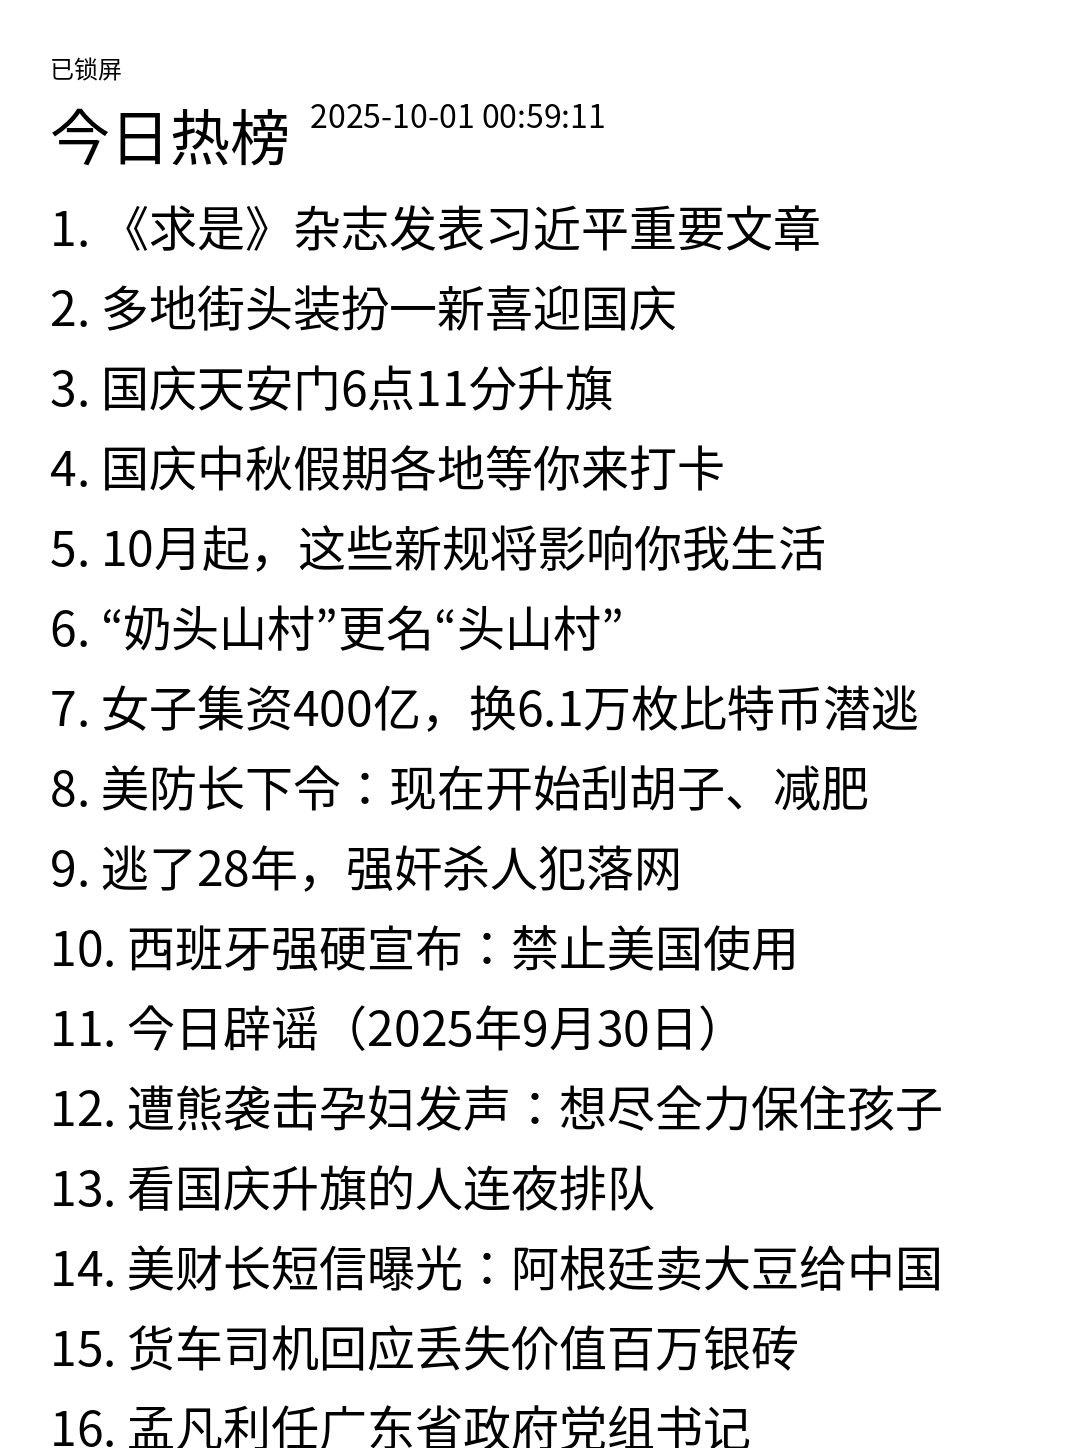 已锁屏
今日热榜 2025-10-01 00:59:11
1. 《求是》杂志发表习近平重要文章
2. 多地街头装扮一新喜迎国庆
3. 国庆天安门6点11分升旗
4. 国庆中秋假期各地等你来打卡
5. 10月起，这些新规将影响你我生活
6. “奶头山村”更名“头山村”
7. 女子集资400亿，换6.1万枚比特币潜逃
8. 美防长下令：现在开始刮胡子、减肥
9. 逃了28年，强奸杀人犯落网
10. 西班牙强硬宣布：禁止美国使用
11. 今日辟谣（2025年9月30日）
12. 遭熊袭击孕妇发声：想尽全力保住孩子
13. 看国庆升旗的人连夜排队
14. 美财长短信曝光：阿根廷卖大豆给中国
15. 货车司机回应丢失价值百万银砖
16. 孟凡利任广东省政府党组书记